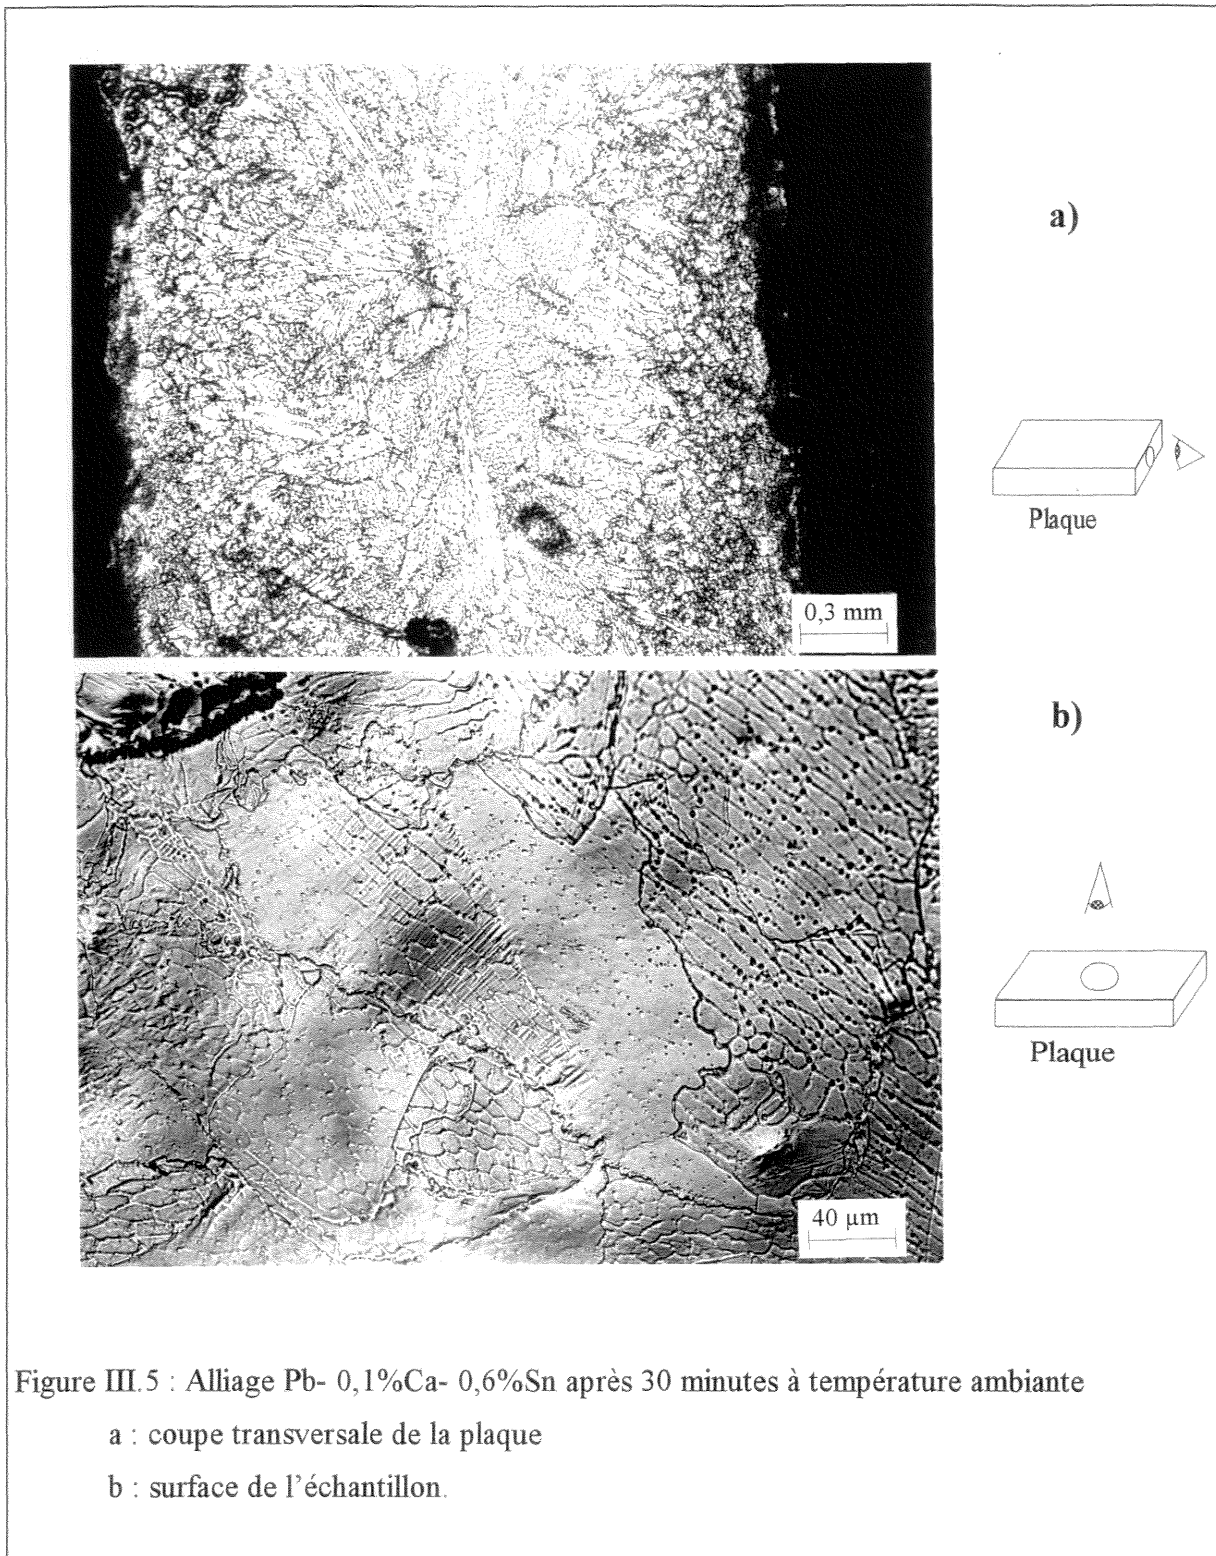 a)
Plaque
0,3 mm
b)
Plaque
40 µm
Figure III.5 : Alliage Pb- 0,1%Ca- 0,6%Sn après 30 minutes à température ambiante
a : coupe transversale de la plaque
b : surface de l'échantillon.